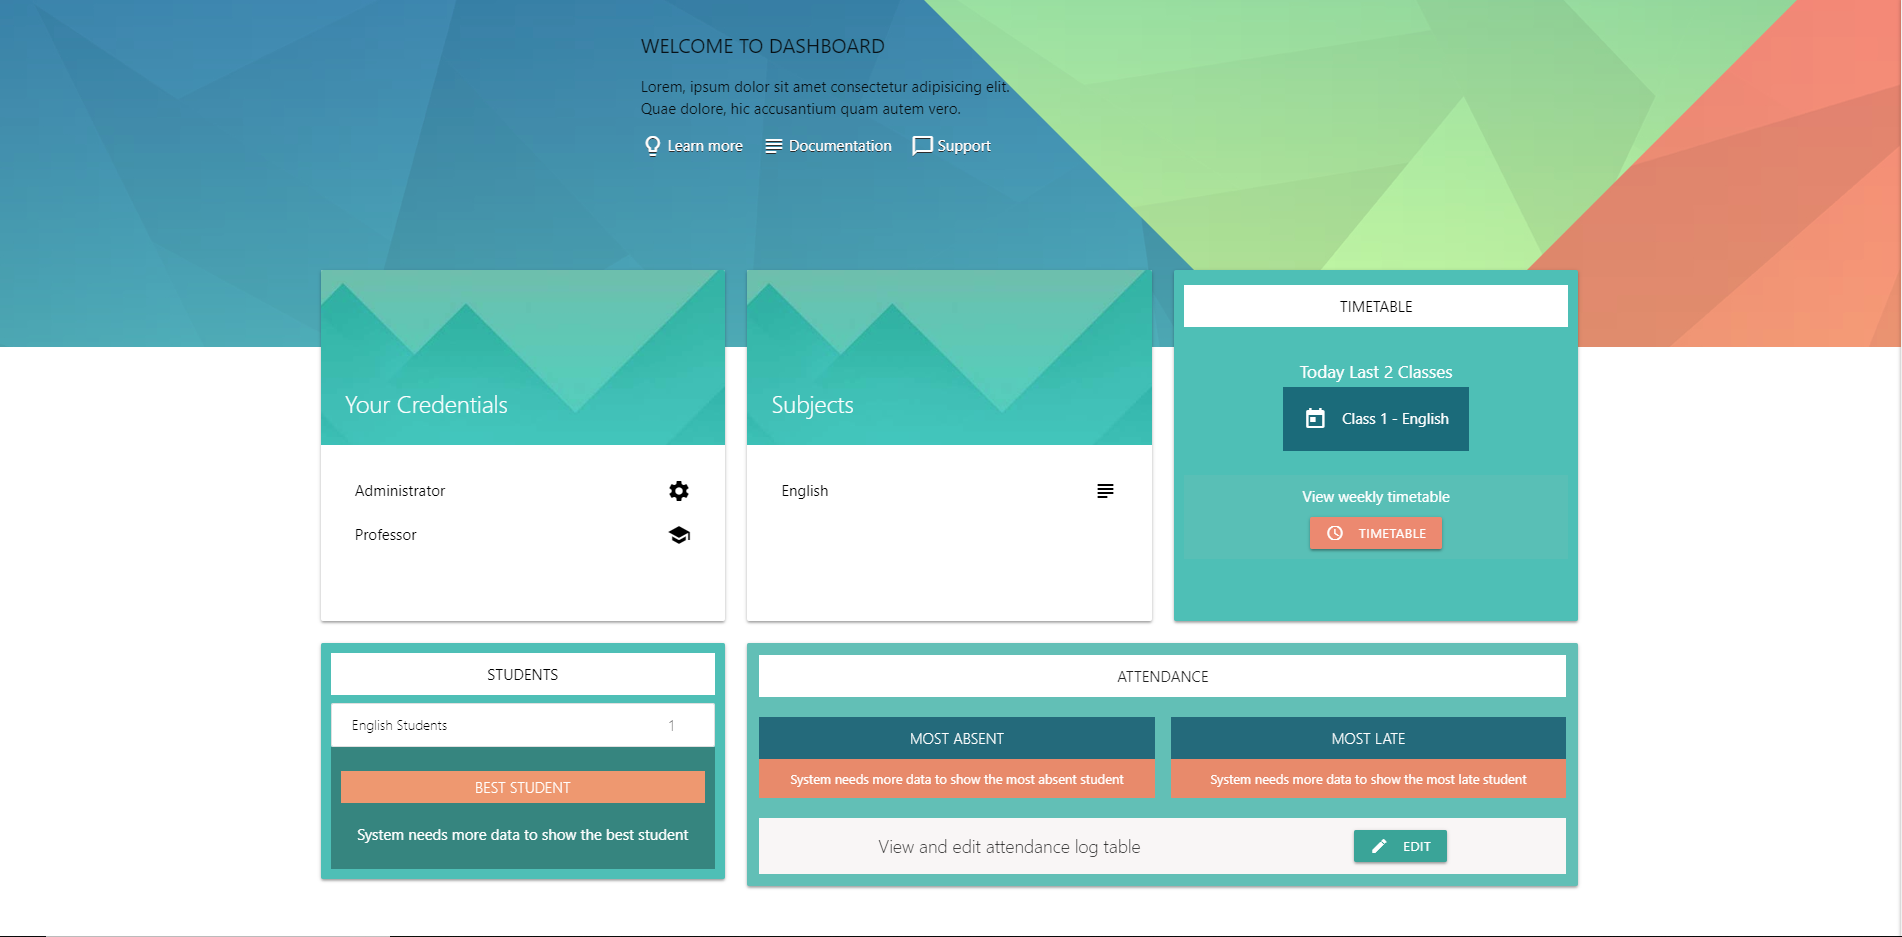 WELCOME TO DASHBOARD
Lorem, ipsum dolor sit amet consectetur adipisicing elit.
Quae dolore, hic accusantium quam autem vero.
Learn more
Documentation
Support
Your Credentials
Administrator
Professor
Subjects
English
TIMETABLE
Today Last 2 Classes
Class 1 - English
View weekly timetable
TIMETABLE
STUDENTS
English Students 1
BEST STUDENT
System needs more data to show the best student
ATTENDANCE
MOST ABSENT
System needs more data to show the most absent student
MOST LATE
System needs more data to show the most late student
View and edit attendance log table
EDIT